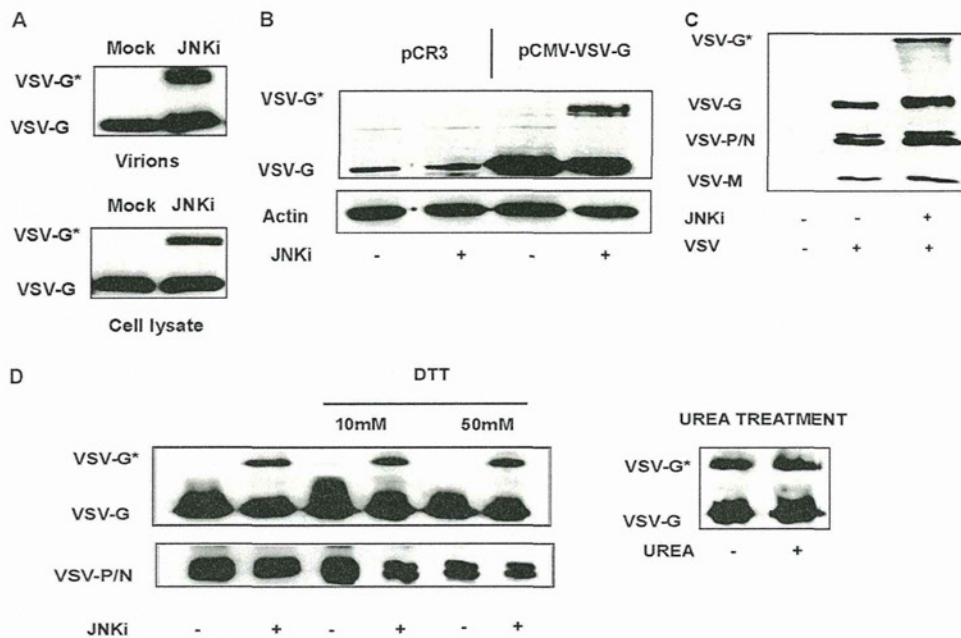 A
Mock JNKi
VSV-G*
VSV-G
Virions
Mock JNKi
VSV-G*
VSV-G
Cell lysate
B
pCR3 pCMV-VSV-G
VSV-G*
VSV-G
Actin
JNKi - + - +
C
VSV-G*
VSV-G
VSV-P/N
VSV-M
JNKi - - +
VSV - + +
D
DTT
10mM 50mM
VSV-G*
VSV-G
VSV-P/N
JNKi - + - + - +
UREA TREATMENT
VSV-G*
VSV-G
UREA - +